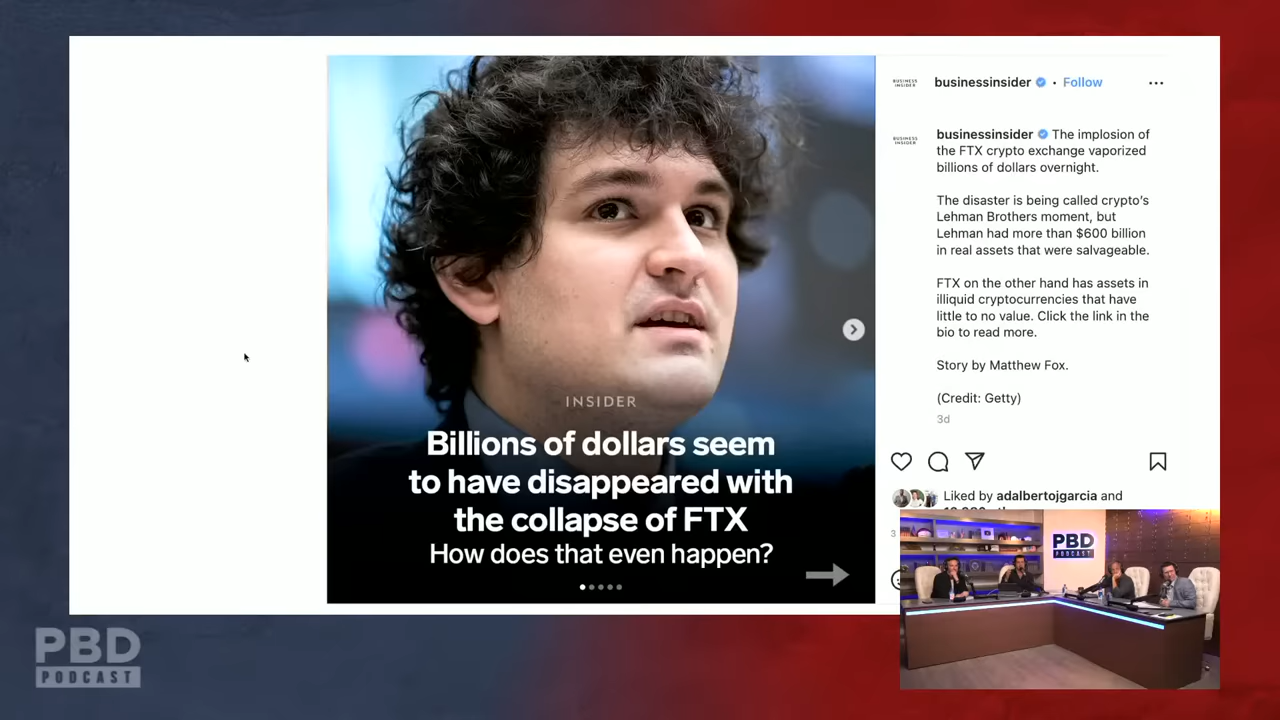 INSIDER
Billions of dollars seem
to have disappeared with
the collapse of FTX
How does that even happen?
BUSINESS
INSIDER
businessinsider • Follow
BUSINESS
INSIDER
businessinsider The implosion of
the FTX crypto exchange vaporized
billions of dollars overnight.
The disaster is being called crypto's
Lehman Brothers moment, but
Lehman had more than $600 billion
in real assets that were salvageable.
FTX on the other hand has assets in
illiquid cryptocurrencies that have
little to no value. Click the link in the
bio to read more.
Story by Matthew Fox.
(Credit: Getty)
3d
Liked by adalbertojgarcia and
3
PBD
PODCAST
PBD
PODCAST